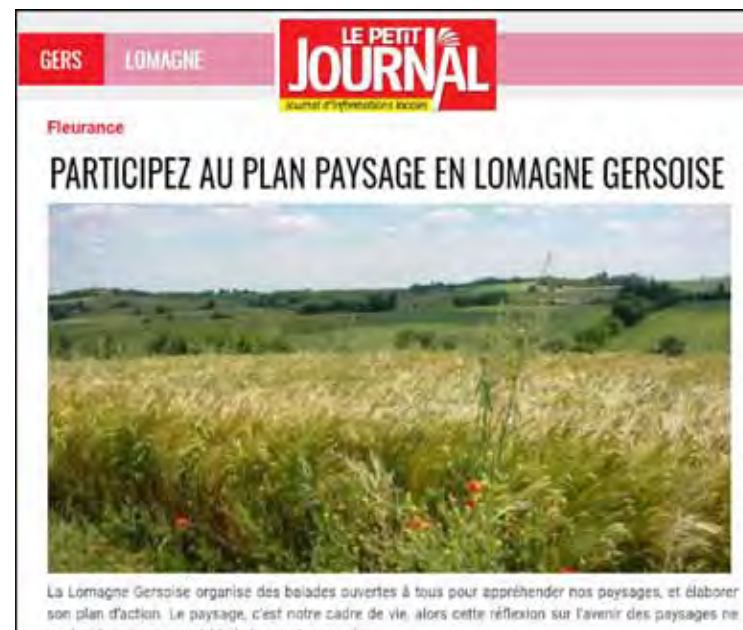 GERS LOMAGNE
LE PETIT
JOURNAL
Journal d'informations locales
Fleurance
PARTICIPEZ AU PLAN PAYSAGE EN LOMAGNE GERSOISE
La Lomagne Gersoise organise des balades ouvertes à tous pour appréhender nos paysages, et élaborer
son plan d'action. Le paysage, c'est notre cadre de vie, alors cette réflexion sur l'avenir des paysages ne